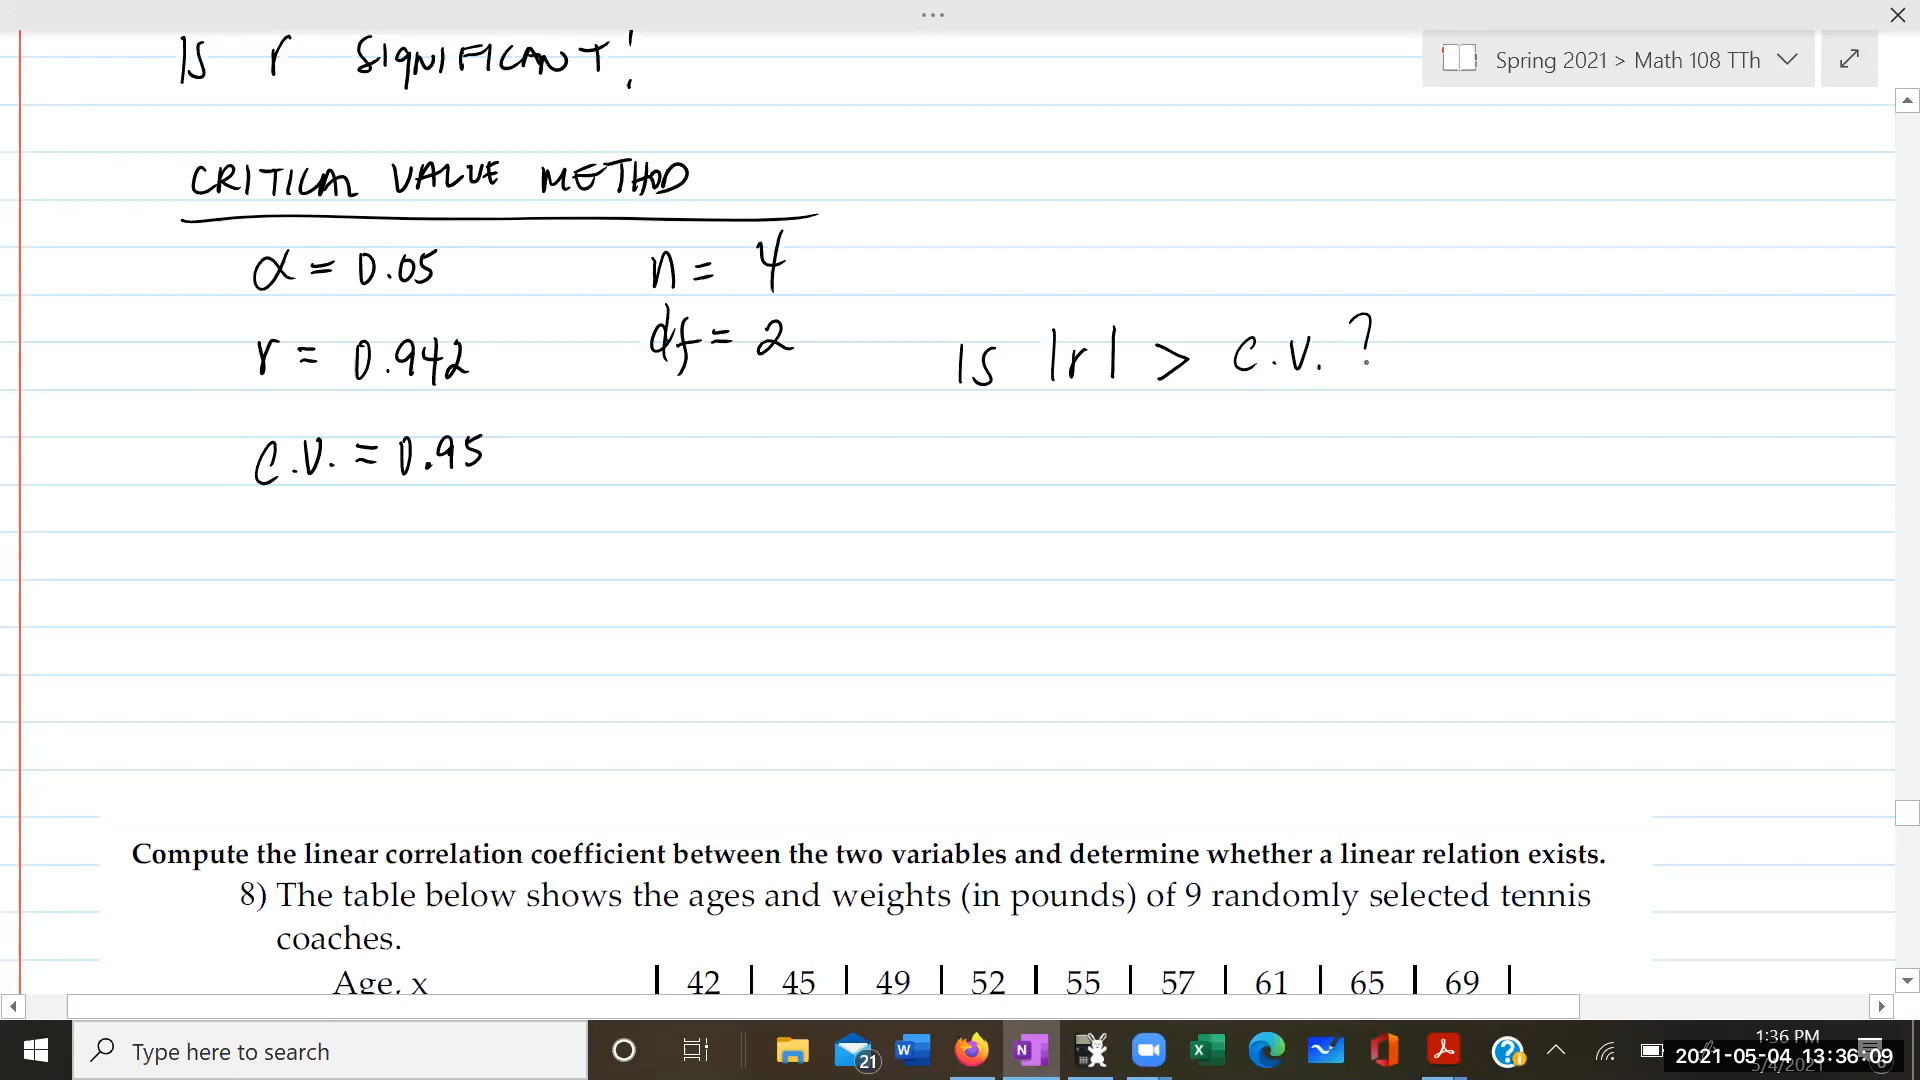 Spring 2021 > Math 108 TTh
IS r SIGNIFICANT?
CRITICAL VALUE METHOD
α = 0.05 n = 4
df = 2
r = 0.942 IS |r| > C.V. ?
C.V. = 0.95
Compute the linear correlation coefficient between the two variables and determine whether a linear relation exists.
8) The table below shows the ages and weights (in pounds) of 9 randomly selected tennis
coaches.
Age, x | 42 | 45 | 49 | 52 | 55 | 57 | 61 | 65 | 69 |
Type here to search
21
1:36 PM
2021-05-04 13:36:09